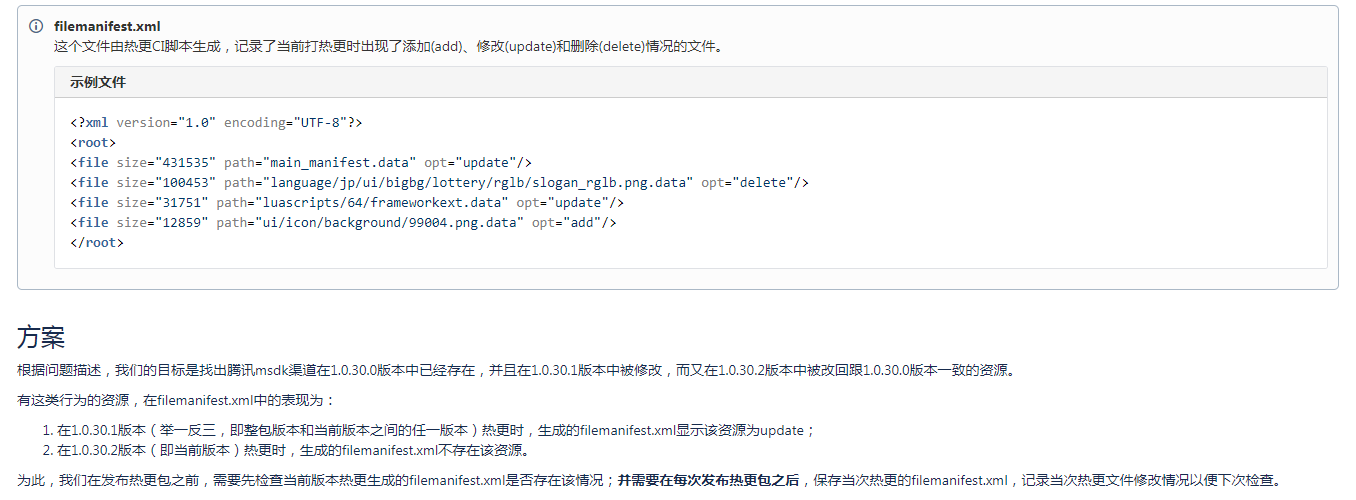 filemanifest.xml
这个文件由热更CI脚本生成，记录了当前打热更时出现了添加(add)、修改(update)和删除(delete)情况的文件。
示例文件
<?xml version="1.0" encoding="UTF-8"?>
<root>
<file size="431535" path="main_manifest.data" opt="update"/>
<file size="100453" path="language/jp/ui/bigbg/lottery/rglb/slogan_rglb.png.data" opt="delete"/>
<file size="31751" path="luascripts/64/frameworkext.data" opt="update"/>
<file size="12859" path="ui/icon/background/99004.png.data" opt="add"/>
</root>
方案
根据问题描述，我们的目标是找出腾讯msdk渠道在1.0.30.0版本中已经存在，并且在1.0.30.1版本中被修改，而又在1.0.30.2版本中被改回跟1.0.30.0版本一致的资源。
有这类行为的资源，在filemanifest.xml中的表现为：
1. 在1.0.30.1版本（举一反三，即整包版本和当前版本之间的任一版本）热更时，生成的filemanifest.xml显示该资源为update；
2. 在1.0.30.2版本（即当前版本）热更时，生成的filemanifest.xml不存在该资源。
为此，我们在发布热更包之前，需要先检查当前版本热更生成的filemanifest.xml是否存在该情况；并需要在每次发布热更包之后，保存当次热更的filemanifest.xml，记录当次热更文件修改情况以便下次检查。